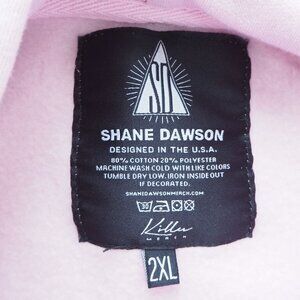 SD
SHANE DAWSON
DESIGNED IN THE U.S.A.
80% COTTON 20% POLYESTER
MACHINE WASH COLD WITH LIKE COLORS
TUMBLE DRY LOW. IRON INSIDE OUT
IF DECORATED.
SHANEDAWSONMERCH.COM
30
Killer
MERCH
2XL